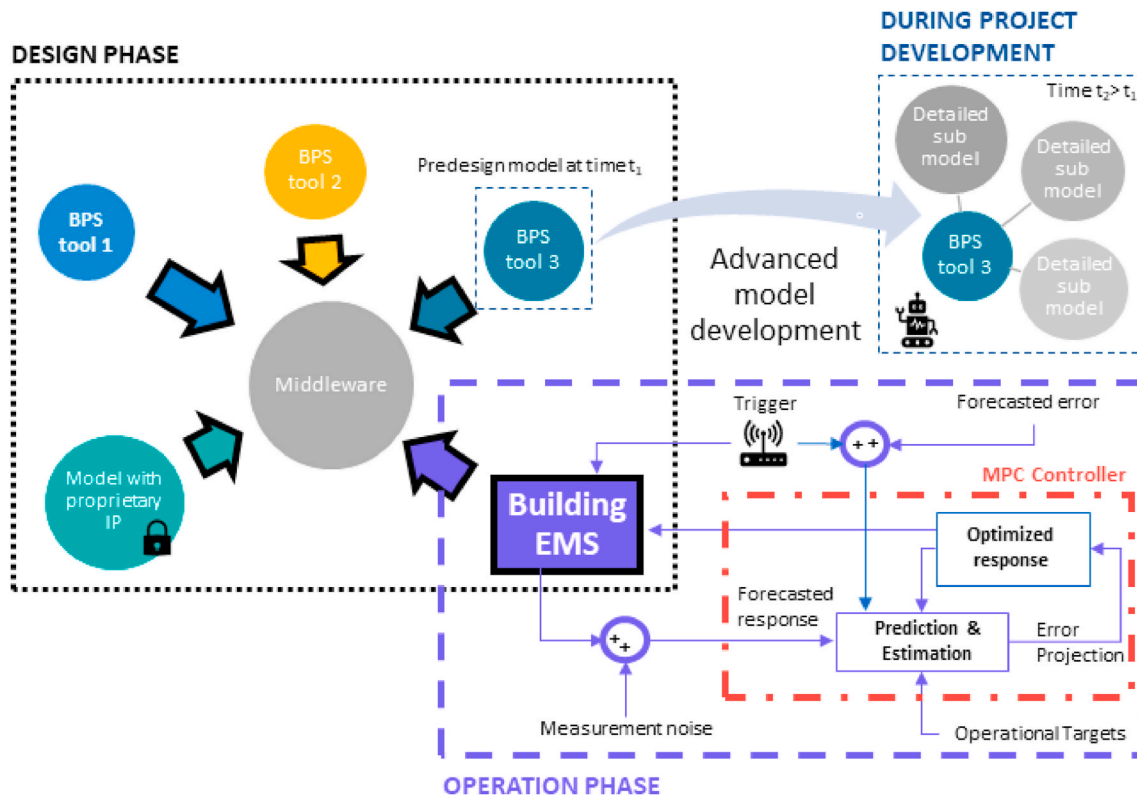 DESIGN PHASE
DURING PROJECT
DEVELOPMENT
BPS
tool 1
BPS
tool 2
Predesign model at time t₁
BPS
tool 3
Middleware
Model with
proprietary
IP
Time t₂> t₁
Detailed
sub
model
Detailed
sub
model
BPS
tool 3
Detailed
sub
model
Advanced
model
development
Trigger
Forecasted error
+ +
MPC Controller
Building
EMS
Optimized
response
Forecasted
response
Prediction &
Estimation
Error
Projection
+
+
Measurement noise
Operational Targets
OPERATION PHASE